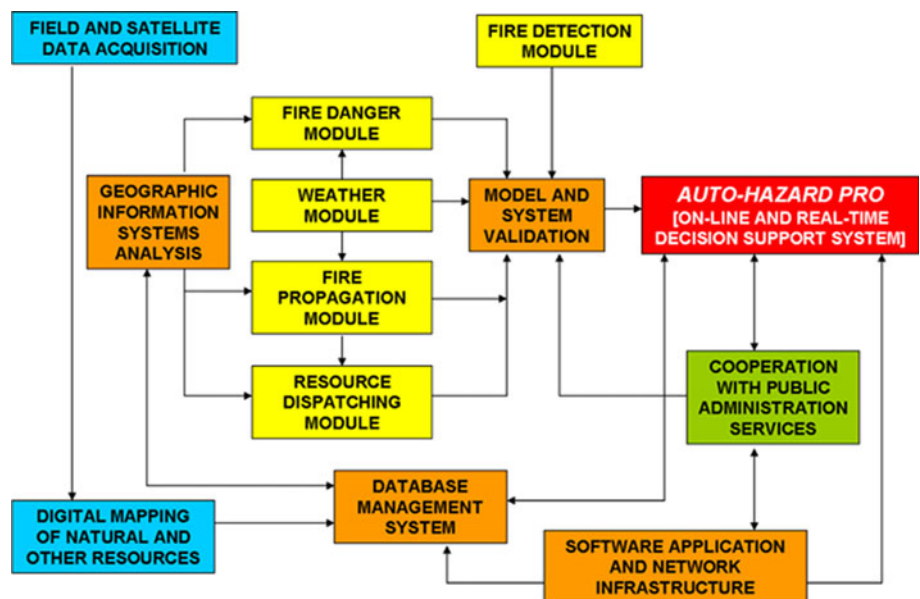 FIELD AND SATELLITE
DATA ACQUISITION
FIRE DETECTION
MODULE
FIRE DANGER
MODULE
GEOGRAPHIC
INFORMATION
SYSTEMS
ANALYSIS
WEATHER
MODULE
MODEL AND
SYSTEM
VALIDATION
AUTO-HAZARD PRO
[ON-LINE AND REAL-TIME
DECISION SUPPORT SYSTEM]
FIRE
PROPAGATION
MODULE
RESOURCE
DISPATCHING
MODULE
COOPERATION
WITH PUBLIC
ADMINISTRATION
SERVICES
DATABASE
MANAGEMENT
SYSTEM
DIGITAL MAPPING
OF NATURAL AND
OTHER RESOURCES
SOFTWARE APPLICATION
AND NETWORK
INFRASTRUCTURE